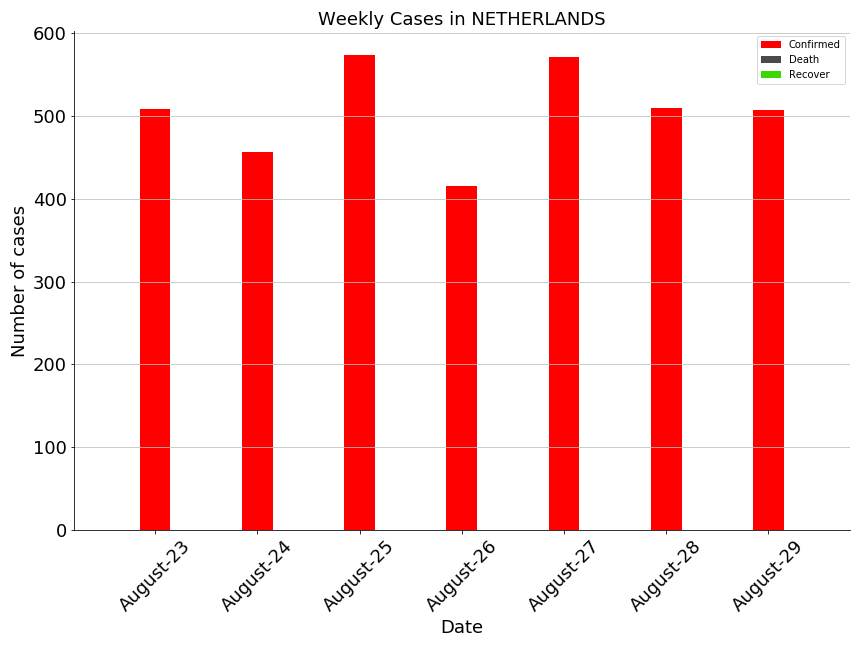 Weekly Cases in NETHERLANDS
Confirmed
Death
Recover
Number of cases
600
500
400
300
200
100
0
August-23
August-24
August-25
August-26
August-27
August-28
August-29
Date